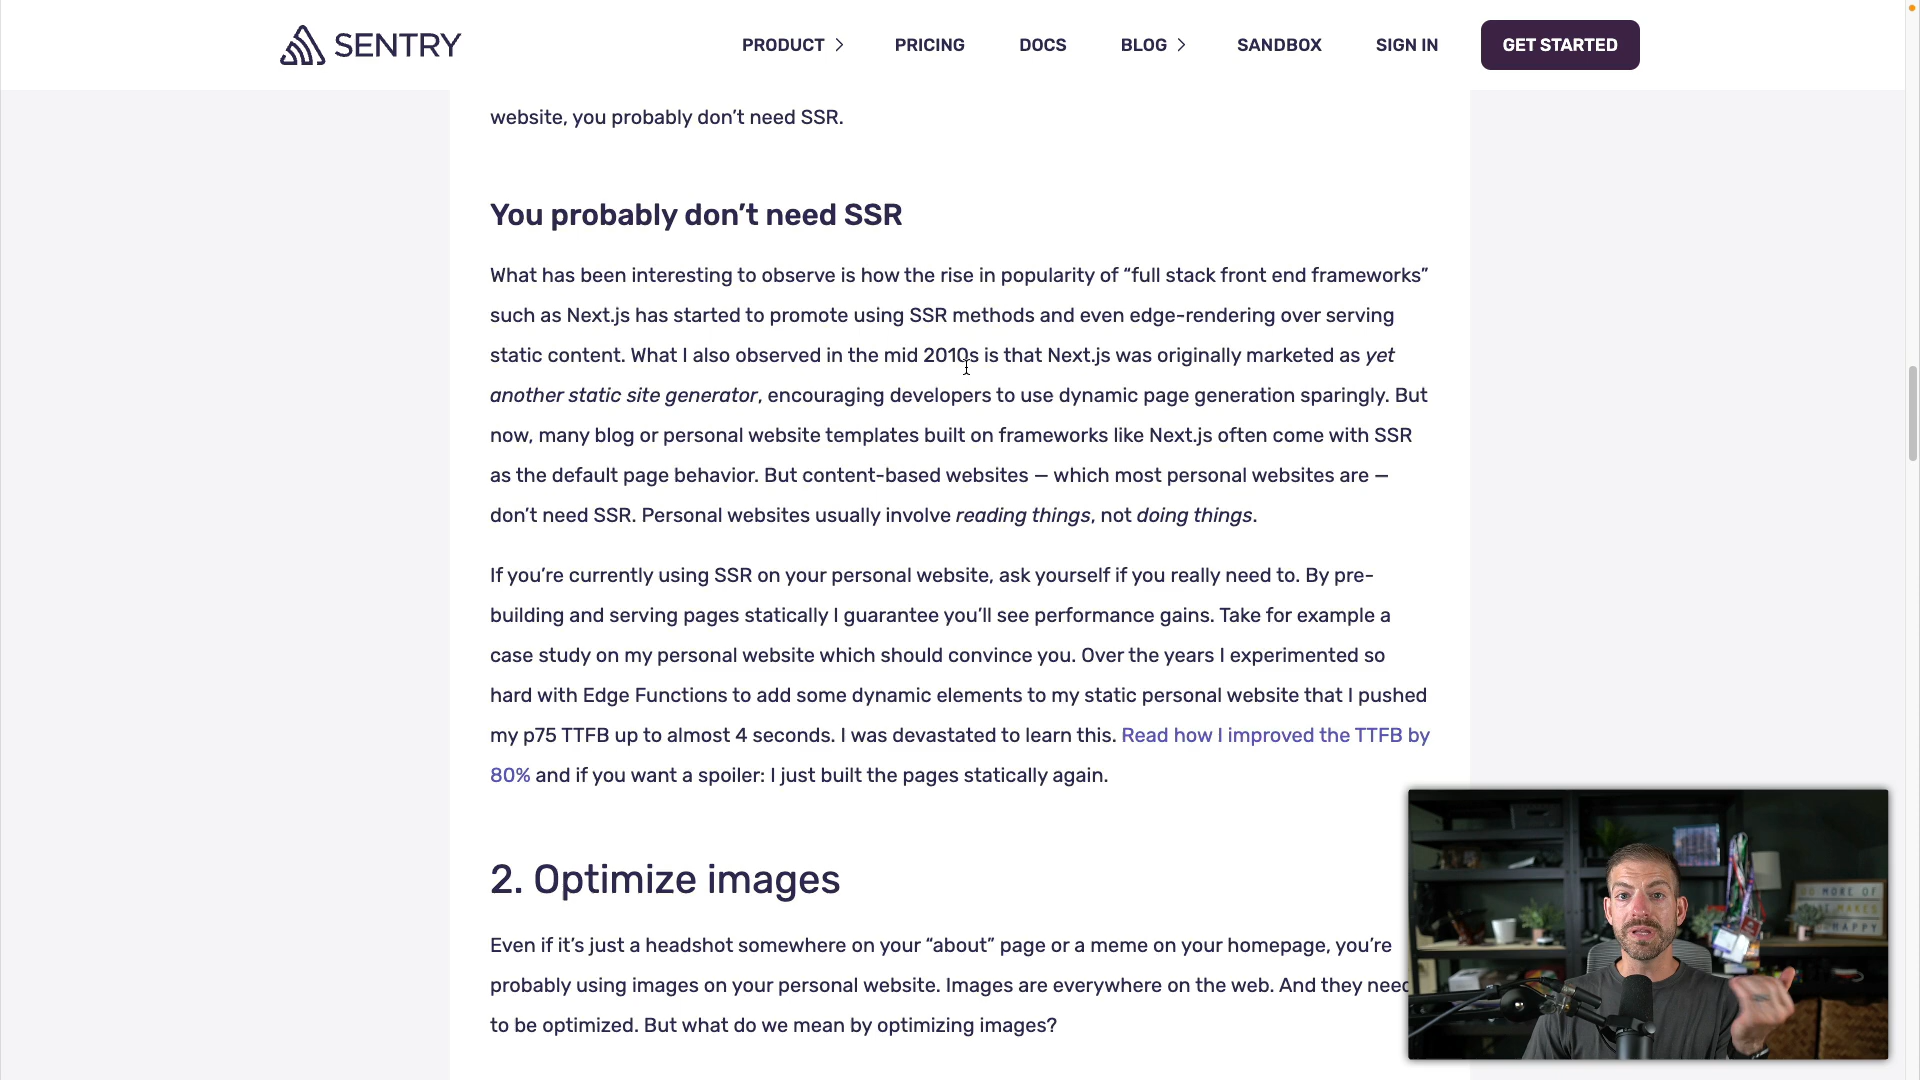 SENTRY
PRODUCT
PRICING
DOCS
BLOG
SANDBOX
SIGN IN
GET STARTED
website, you probably don’t need SSR.
You probably don’t need SSR
What has been interesting to observe is how the rise in popularity of “full stack front end frameworks”
such as Next.js has started to promote using SSR methods and even edge-rendering over serving
static content. What I also observed in the mid 2010s is that Next.js was originally marketed as yet
another static site generator, encouraging developers to use dynamic page generation sparingly. But
now, many blog or personal website templates built on frameworks like Next.js often come with SSR
as the default page behavior. But content-based websites — which most personal websites are —
don’t need SSR. Personal websites usually involve reading things, not doing things.
If you’re currently using SSR on your personal website, ask yourself if you really need to. By pre-
building and serving pages statically I guarantee you’ll see performance gains. Take for example a
case study on my personal website which should convince you. Over the years I experimented so
hard with Edge Functions to add some dynamic elements to my static personal website that I pushed
my p75 TTFB up to almost 4 seconds. I was devastated to learn this. Read how I improved the TTFB by
80% and if you want a spoiler: I just built the pages statically again.
2. Optimize images
Even if it’s just a headshot somewhere on your “about” page or a meme on your homepage, you’re
probably using images on your personal website. Images are everywhere on the web. And they need
to be optimized. But what do we mean by optimizing images?
DO MORE OF
MAKES
HAPPY